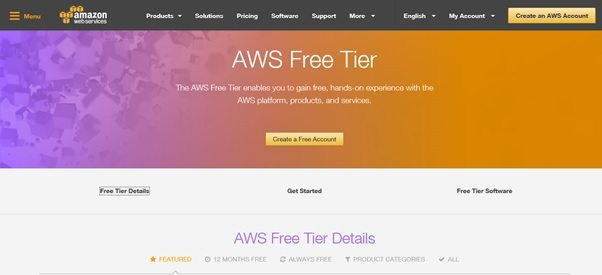 Menu
amazon
web services
Products
Solutions
Pricing
Software
Support
More
English
My Account
Create an AWS Account
AWS Free Tier
The AWS Free Tier enables you to gain free, hands-on experience with the
AWS platform, products, and services.
Create a Free Account
Free Tier Details
Get Started
Free Tier Software
AWS Free Tier Details
FEATURED
12 MONTHS FREE
ALWAYS FREE
PRODUCT CATEGORIES
ALL